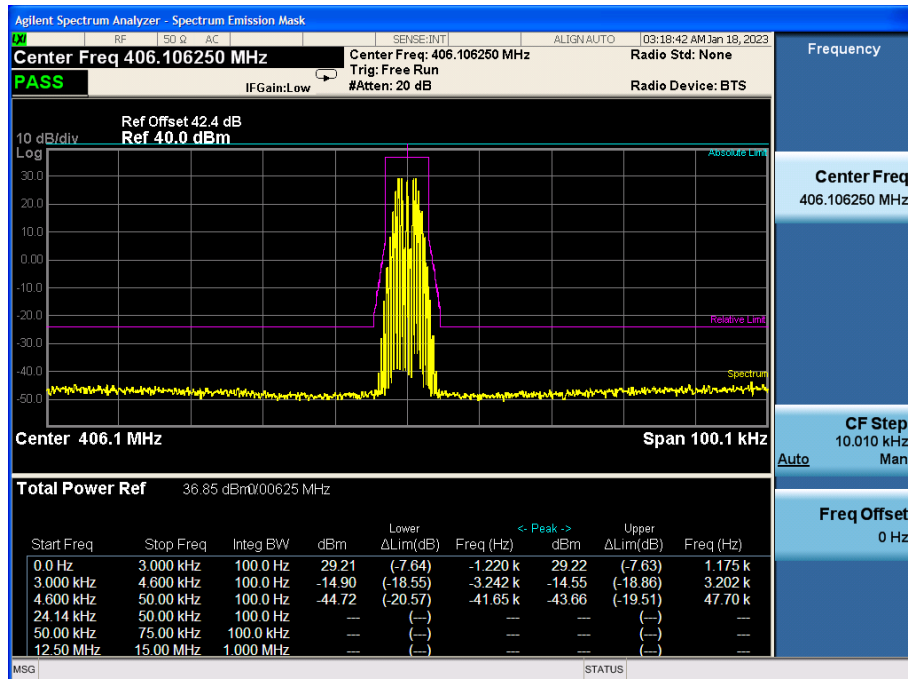 Agilent Spectrum Analyzer - Spectrum Emission Mask
LXI RF 50 Ω AC SENSE:INT ALIGN AUTO 03:18:42 AM Jan 18, 2023
Center Freq 406.106250 MHz Center Freq: 406.106250 MHz Radio Std: None
Trig: Free Run
PASS IFGain:Low #Atten: 20 dB Radio Device: BTS
Frequency
Ref Offset 42.4 dB
10 dB/div Ref 40.0 dBm
Log
Absolute Limit
30.0
20.0
10.0
0.00
-10.0
-20.0
Relative Limit
-30.0
-40.0
Spectrum
-50.0
Center 406.1 MHz Span 100.1 kHz
Center Freq
406.106250 MHz
CF Step
10.010 kHz
Auto Man
Freq Offset
0 Hz
Total Power Ref 36.85 dBm/0.00625 MHz
Lower <- Peak -> Upper
Start Freq Stop Freq Integ BW dBm ΔLim(dB) Freq (Hz) dBm ΔLim(dB) Freq (Hz)
0.0 Hz 3.000 kHz 100.0 Hz 29.21 (-7.64) -1.220 k 29.22 (-7.63) 1.175 k
3.000 kHz 4.600 kHz 100.0 Hz -14.90 (-18.55) -3.242 k -14.55 (-18.86) 3.202 k
4.600 kHz 50.00 kHz 100.0 Hz -44.72 (-20.57) -41.65 k -43.66 (-19.51) 47.70 k
24.14 kHz 50.00 kHz 100.0 Hz --- (---) --- --- (---) ---
50.00 kHz 75.00 kHz 100.0 kHz --- (---) --- --- (---) ---
12.50 MHz 15.00 MHz 1.000 MHz --- (---) --- --- (---) ---
MSG STATUS